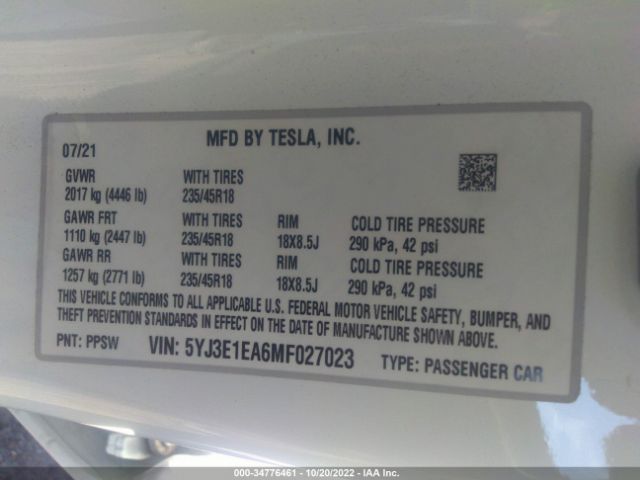 07/21
MFD BY TESLA, INC.
GVWR WITH TIRES
2017 kg (4446 lb) 235/45R18
GAWR FRT WITH TIRES RIM COLD TIRE PRESSURE
1110 kg (2447 lb) 235/45R18 18X8.5J 290 kPa, 42 psi
GAWR RR WITH TIRES RIM COLD TIRE PRESSURE
1257 kg (2771 lb) 235/45R18 18X8.5J 290 kPa, 42 psi
THIS VEHICLE CONFORMS TO ALL APPLICABLE U.S. FEDERAL MOTOR VEHICLE SAFETY, BUMPER, AND
THEFT PREVENTION STANDARDS IN EFFECT ON THE DATE OF MANUFACTURE SHOWN ABOVE.
PNT: PPSW VIN: 5YJ3E1EA6MF027023 TYPE: PASSENGER CAR
000-34776461 - 10/20/2022 - IAA Inc.